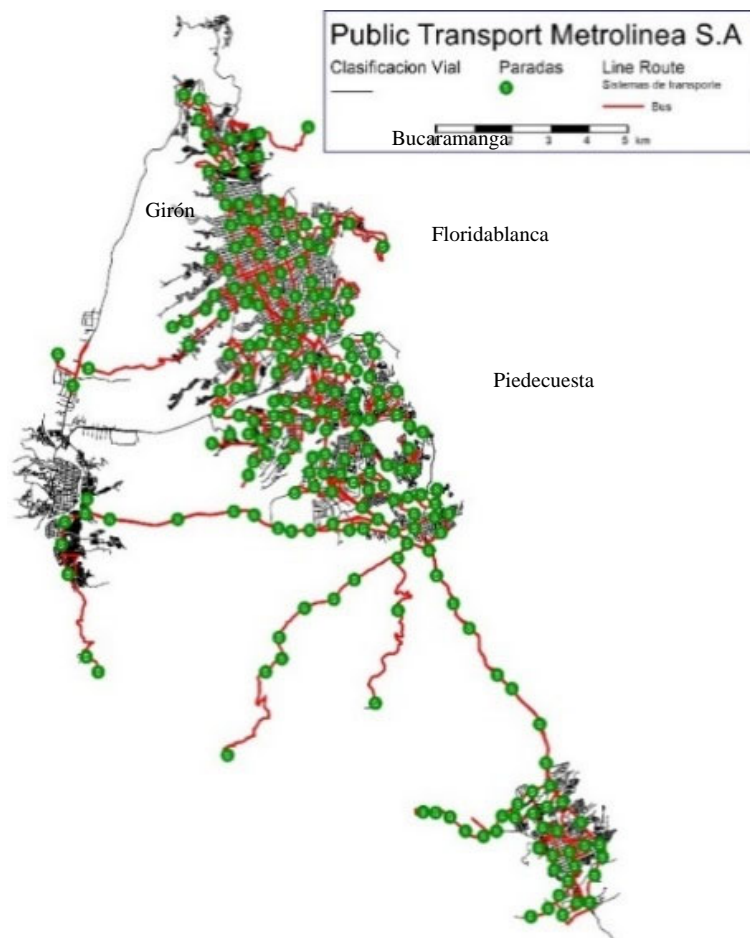 Public Transport Metrolinea S.A
Clasificacion Vial Paradas Line Route
Sistemas de transporte
Bus
Bucaramanga
2 3 4 5 km
Girón
Floridablanca
Piedecuesta